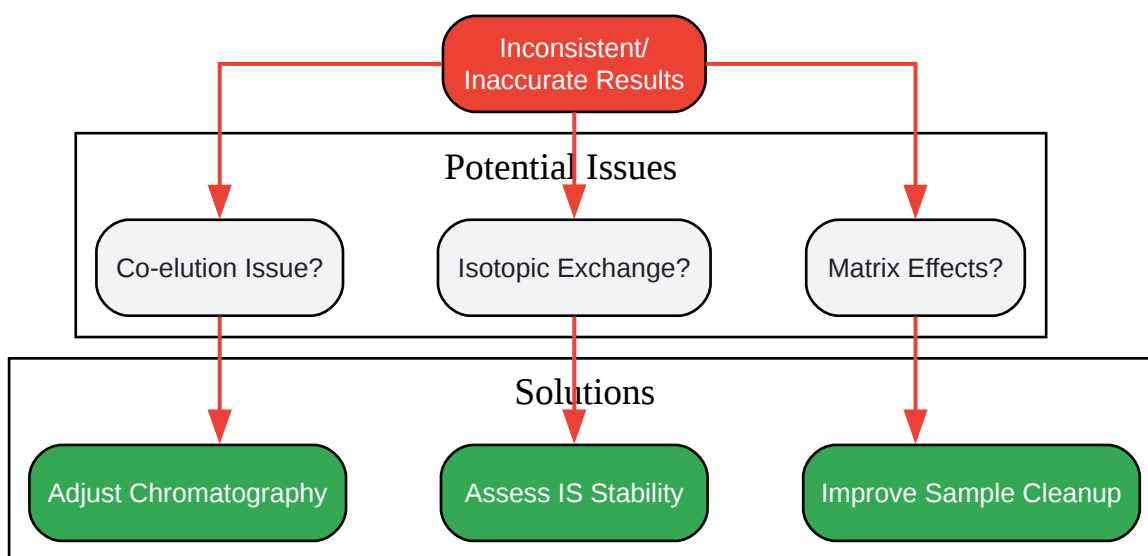 Inconsistent/
Inaccurate Results
Potential Issues
Co-elution Issue?
Isotopic Exchange?
Matrix Effects?
Solutions
Adjust Chromatography
Assess IS Stability
Improve Sample Cleanup